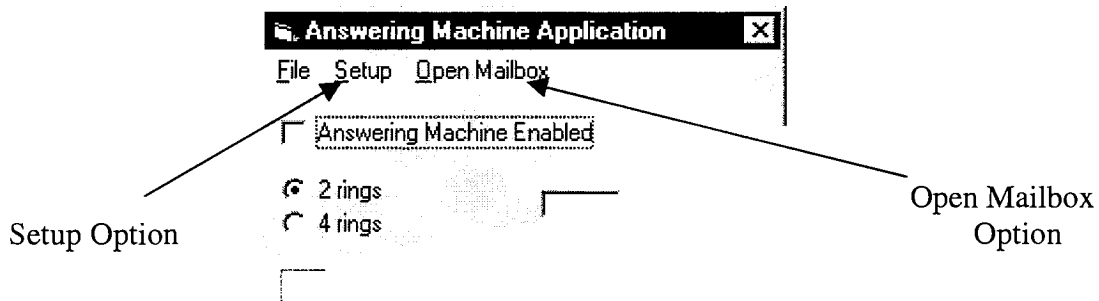 Answering Machine Application
File Setup Open Mailbox
Answering Machine Enabled
2 rings
4 rings
Setup Option
Open Mailbox
Option